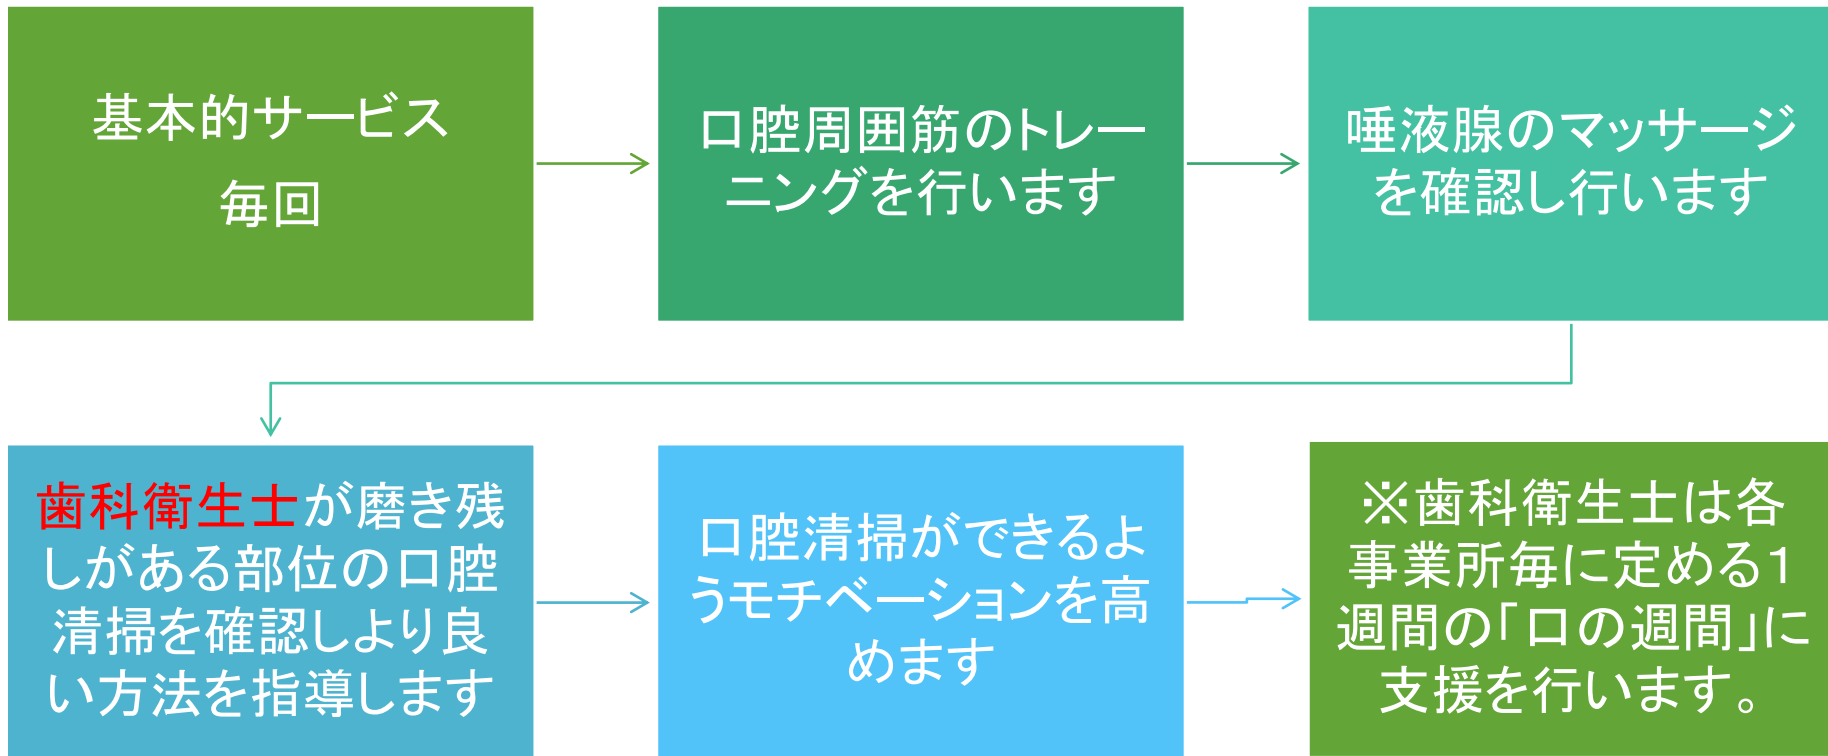 基本的サービス
毎回
口腔周囲筋のトレー
ニングを行います
唾液腺のマッサージ
を確認し行います
歯科衛生士が磨き残
しがある部位の口腔
清掃を確認しより良
い方法を指導します
口腔清掃ができるよ
うモチベーションを高
めます
※歯科衛生士は各
事業所毎に定める1
週間の「口の週間」に
支援を行います。